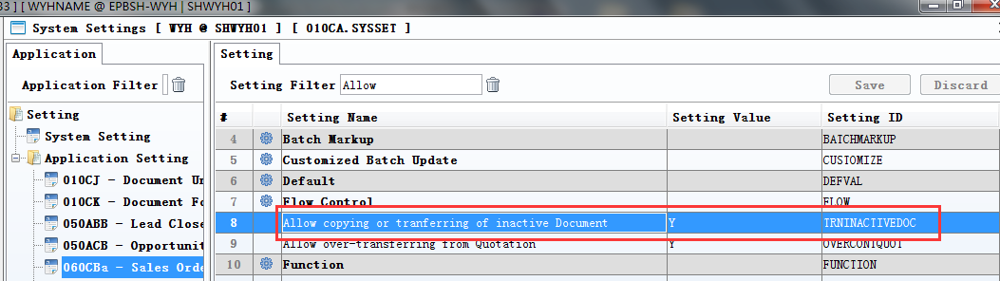 33 ] [ WYHNAME @ EPBSH-WYH | SHWYH01 ]
System Settings [ WYH @ SHWYH01 ] [ 010CA.SYSSET ]
Application
Application Filter
Setting
System Setting
Application Setting
010CJ - Document Un
010CK - Document Fo
050ABB - Lead Close
050ACB - Opportunit
060CBa - Sales Orde
Setting
Setting Filter Allow
Save Discard
# Setting Name Setting Value Setting ID
4 Batch Markup BATCHMARKUP
5 Customized Batch Update CUSTOMIZE
6 Default DEFVAL
7 Flow Control FLOW
8 Allow copying or tranferring of inactive Document Y TRNINACTIVEDOC
9 Allow over-transferring from Quotation Y OVERCONTQUOT
10 Function FUNCTION